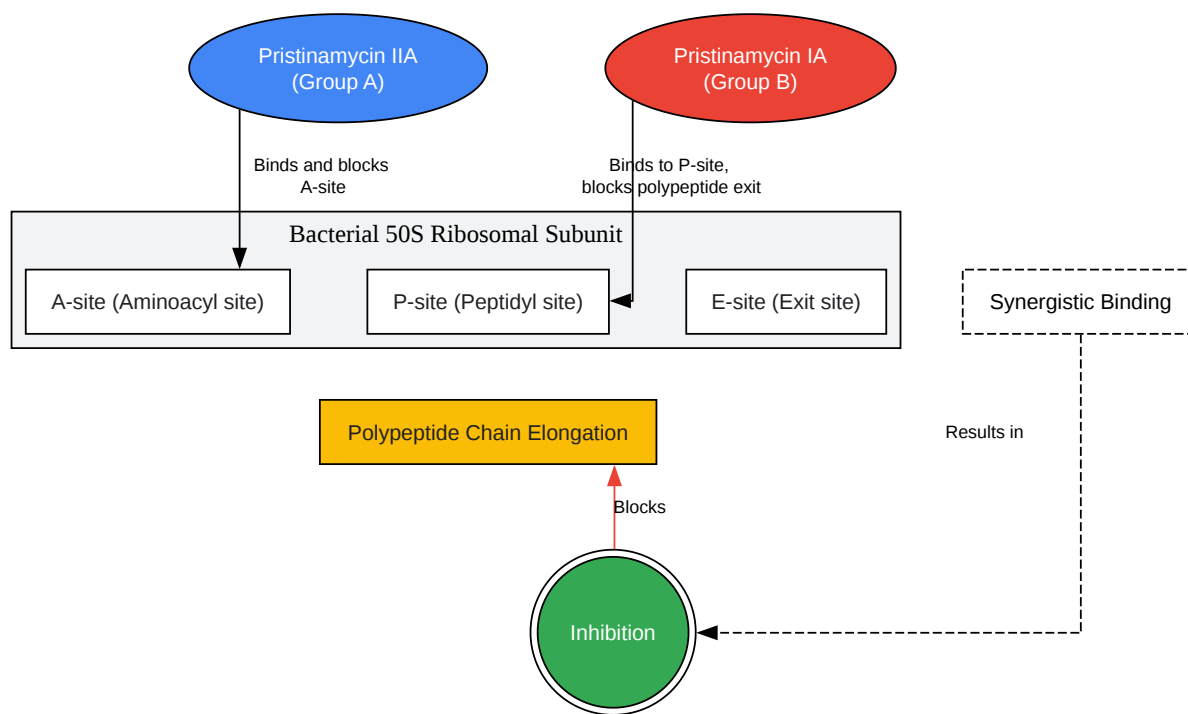 Pristinamycin IIA
(Group A)
Pristinamycin IA
(Group B)
Binds and blocks
A-site
Binds to P-site,
blocks polypeptide exit
Bacterial 50S Ribosomal Subunit
A-site (Aminoacyl site)
P-site (Peptidyl site)
E-site (Exit site)
Synergistic Binding
Polypeptide Chain Elongation
Results in
Blocks
Inhibition